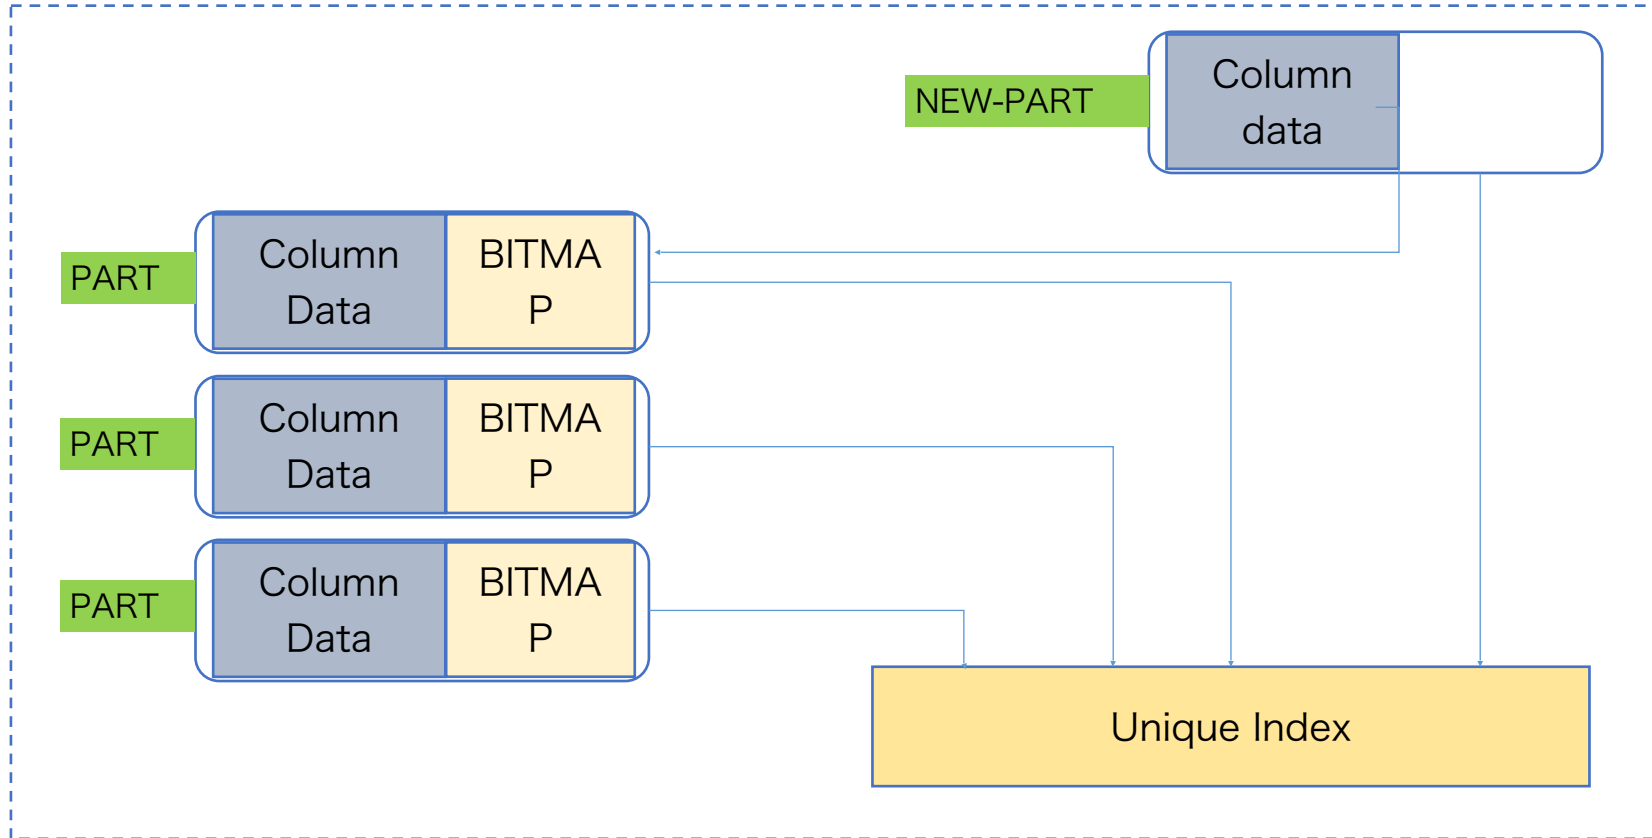 NEW-PART
Column
data
PART
Column
Data
BITMA
P
PART
Column
Data
BITMA
P
PART
Column
Data
BITMA
P
Unique Index